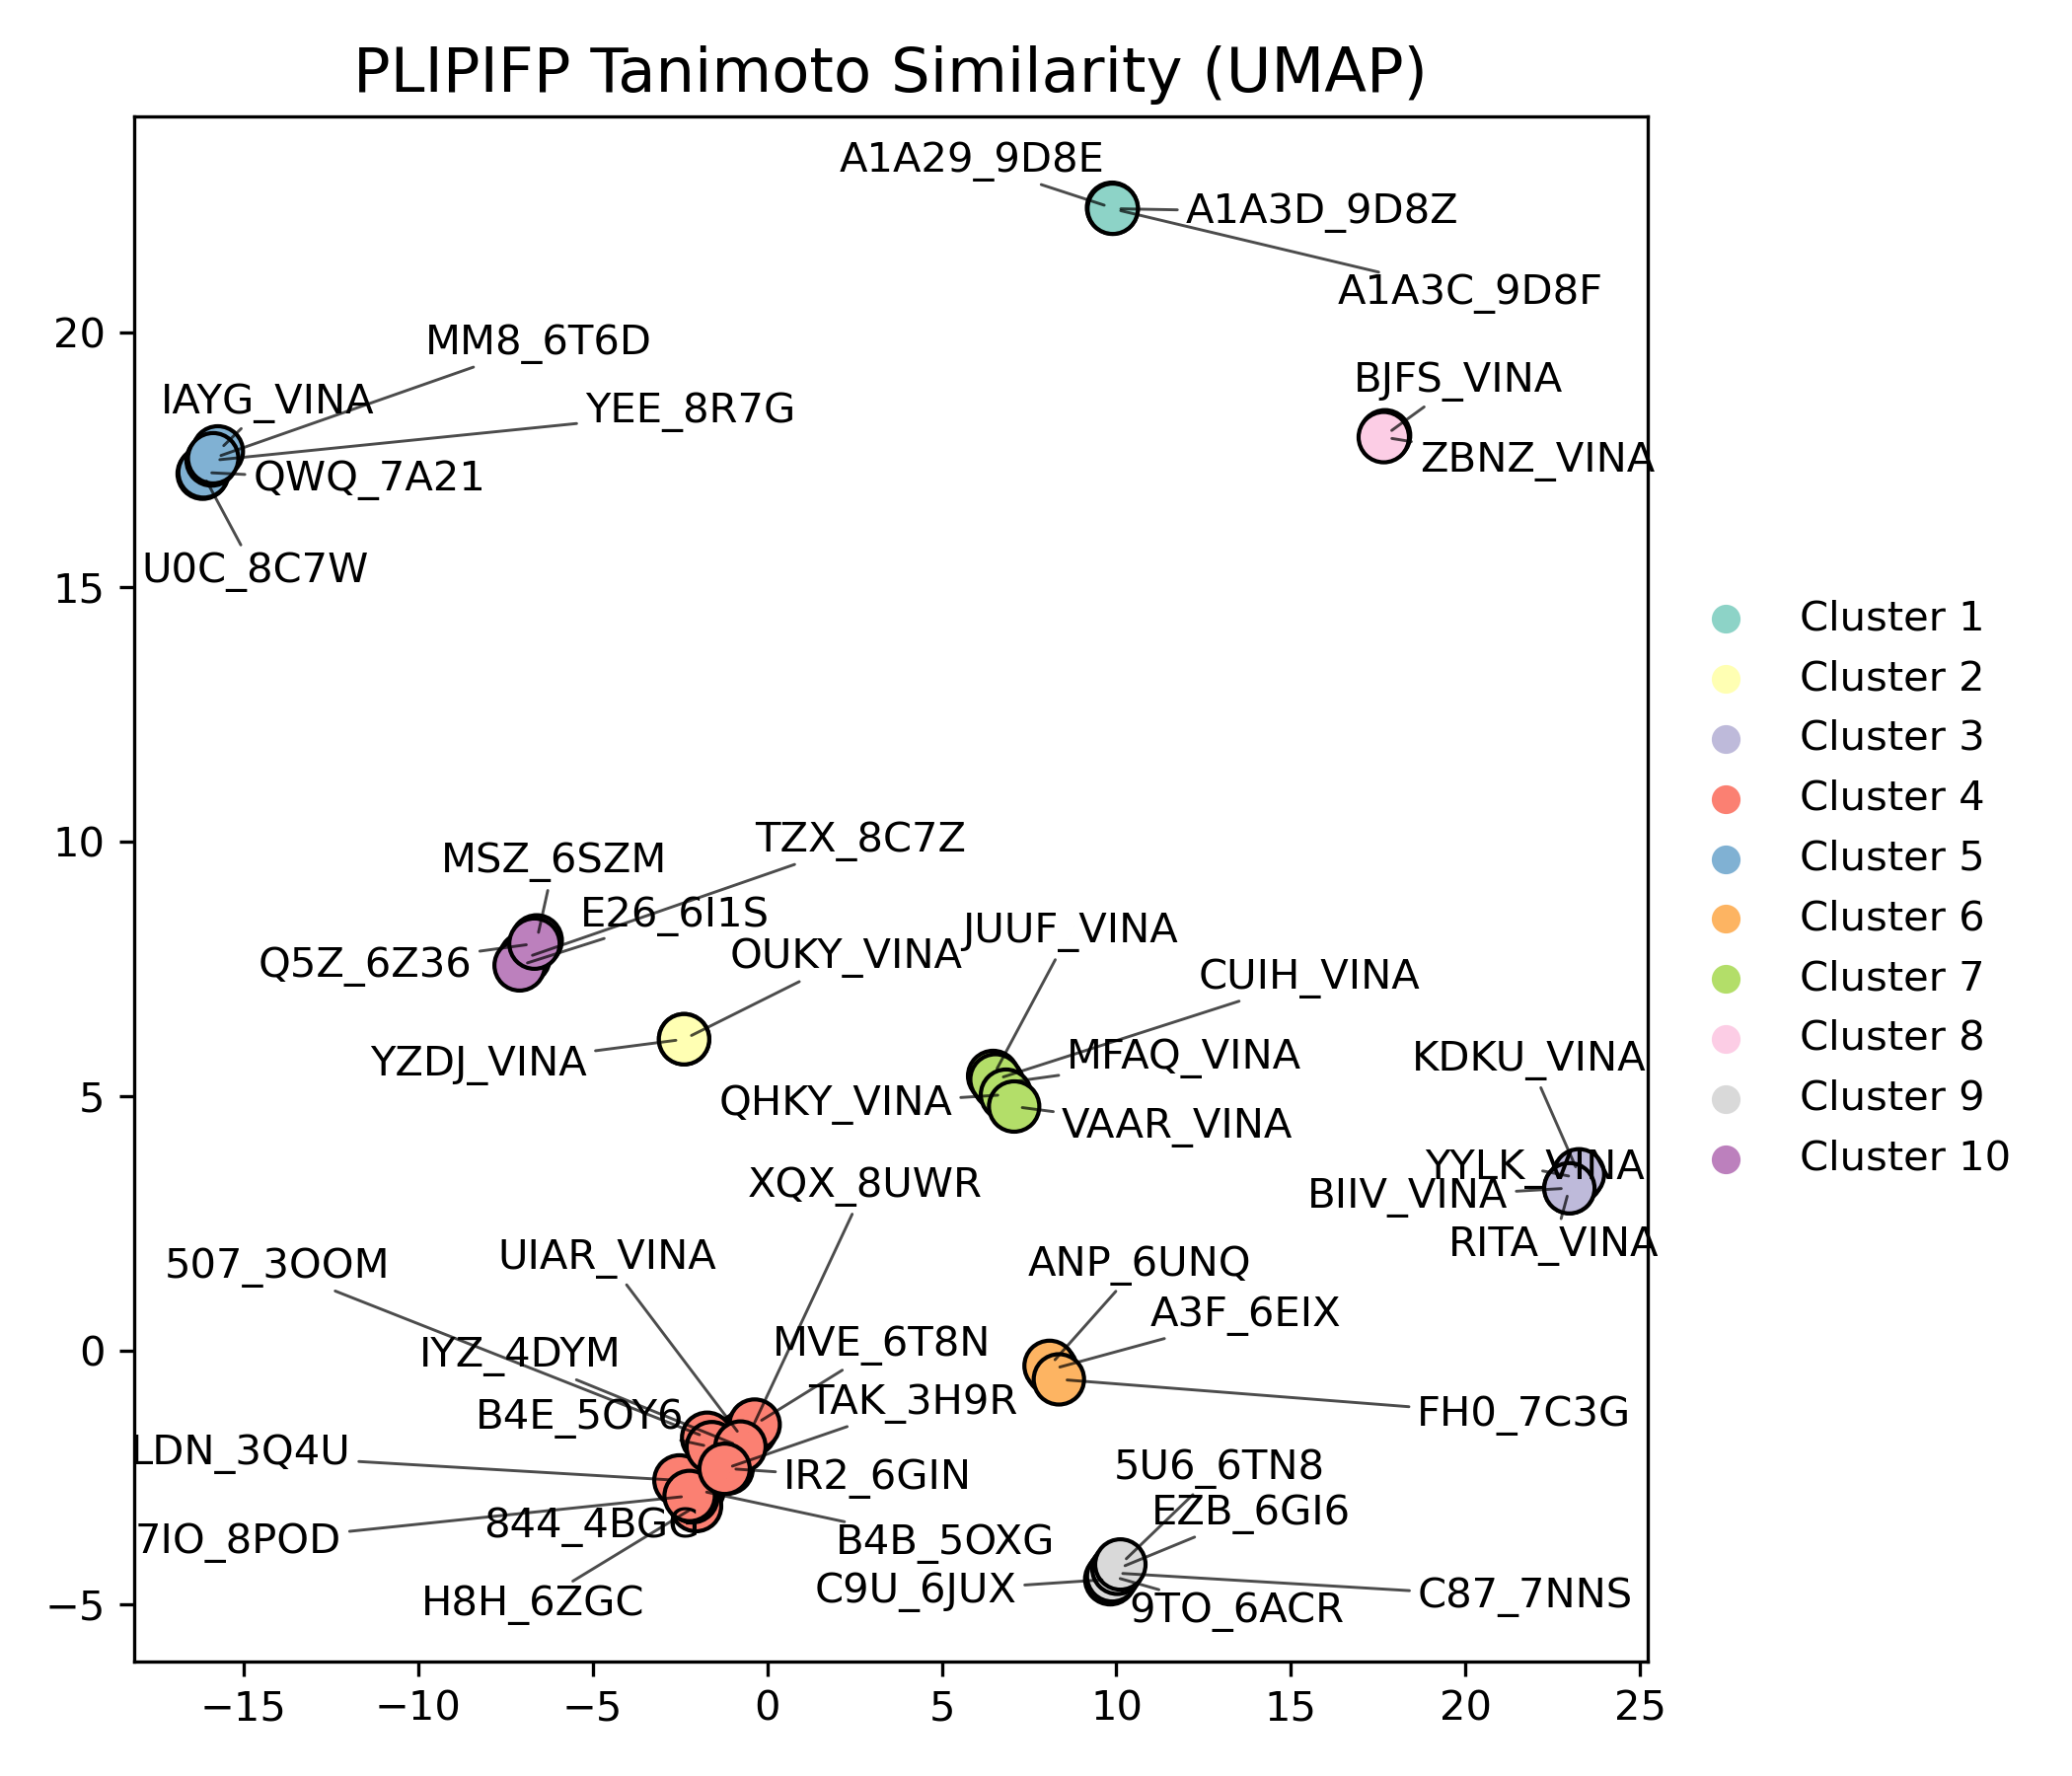 PLIPIFP Tanimoto Similarity (UMAP)
A1A29_9D8E
A1A3D_9D8Z
A1A3C_9D8F
MM8_6T6D
BJFS_VINA
IAYG_VINA
YEE_8R7G
ZBNZ_VINA
QWQ_7A21
U0C_8C7W
TZX_8C7Z
MSZ_6SZM
E26_6I1S
JUUF_VINA
Q5Z_6Z36
OUKY_VINA
CUIH_VINA
YZDJ_VINA
MFAQ_VINA
KDKU_VINA
QHKY_VINA
VAAR_VINA
YYLK_VINA
XQX_8UWR
BIIV_VINA
RITA_VINA
UIAR_VINA
507_3OOM
ANP_6UNQ
A3F_6EIX
IYZ_4DYM
MVE_6T8N
TAK_3H9R
B4E_5OY6
FH0_7C3G
LDN_3Q4U
IR2_6GIN
5U6_6TN8
EZB_6GI6
844_4BGG
7IO_8POD
B4B_5OXG
C9U_6JUX
C87_7NNS
H8H_6ZGC
9TO_6ACR
20
15
10
5
0
−5
−15
−10
−5
0
5
10
15
20
25
Cluster 1
Cluster 2
Cluster 3
Cluster 4
Cluster 5
Cluster 6
Cluster 7
Cluster 8
Cluster 9
Cluster 10